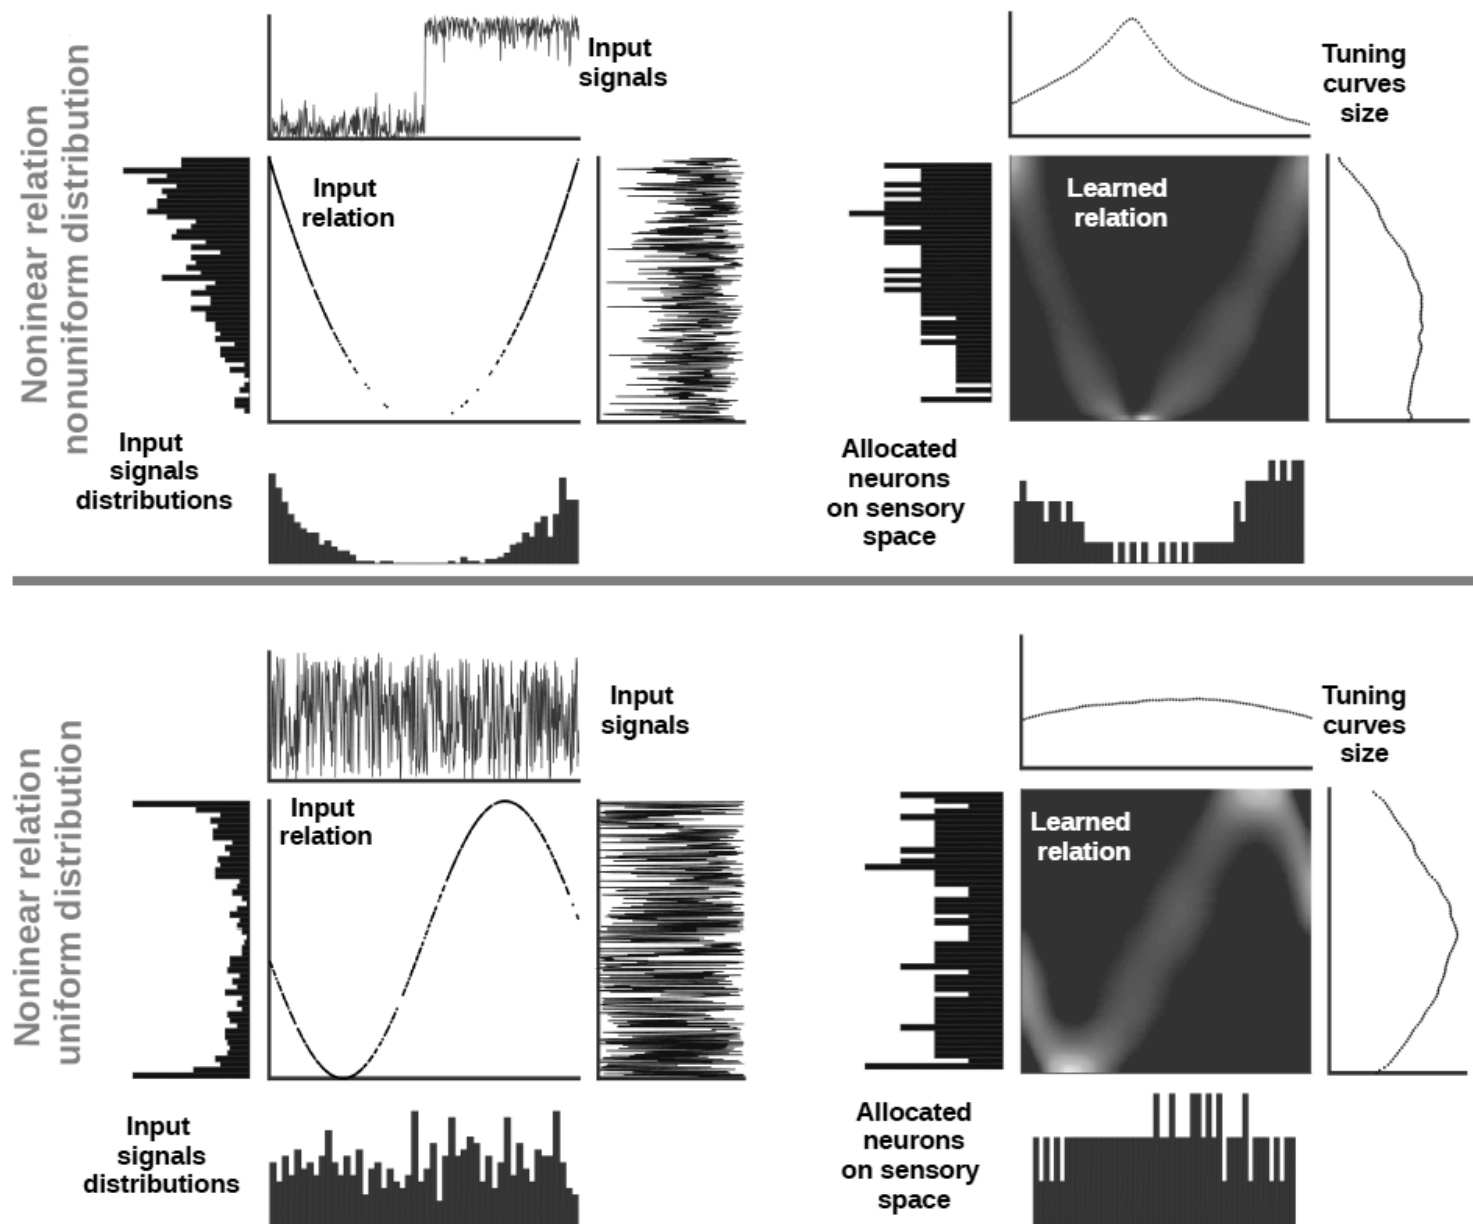 Noninear relation
nonuniform distribution
Input
signals
Input
relation
Input
signals
distributions
Tuning
curves
size
Learned
relation
Allocated
neurons
on sensory
space
Noninear relation
uniform distribution
Input
signals
Input
relation
Input
signals
distributions
Tuning
curves
size
Learned
relation
Allocated
neurons
on sensory
space